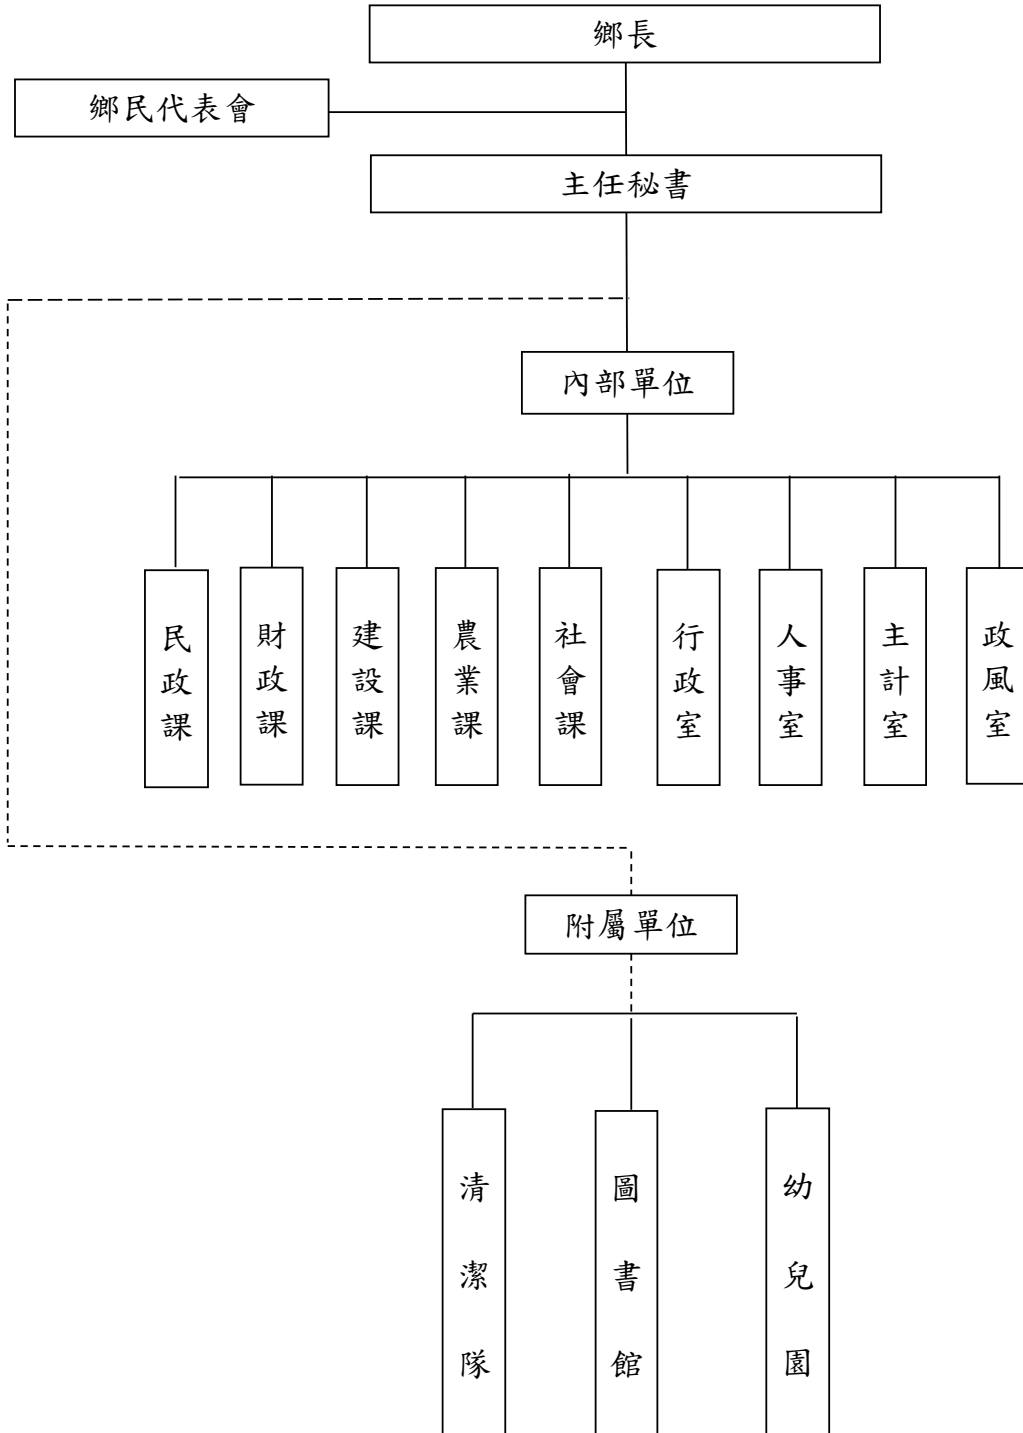 鄉長
鄉民代表會
主任秘書
內部單位
民政課
財政課
建設課
農業課
社會課
行政室
人事室
主計室
政風室
附屬單位
清潔隊
圖書館
幼兒園